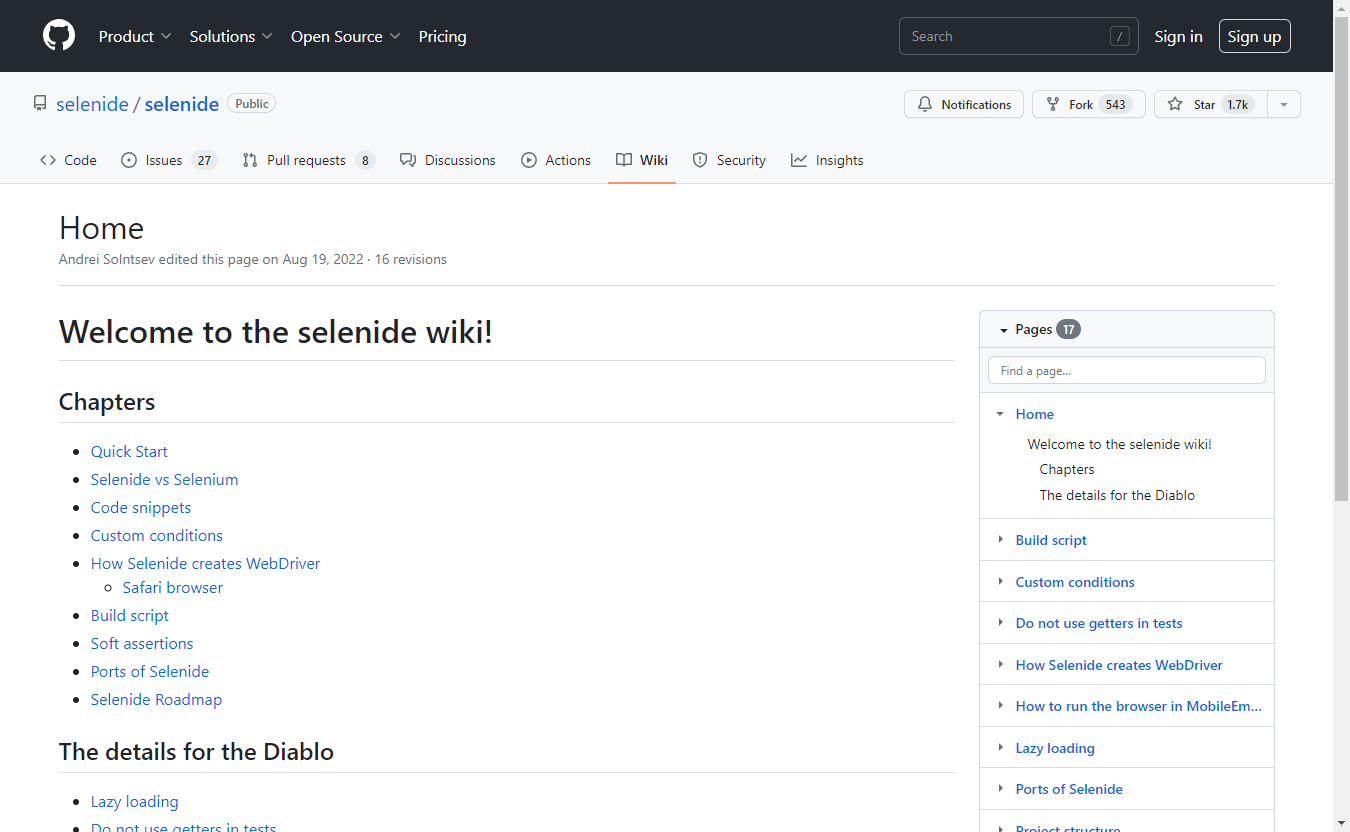 Product Solutions Open Source Pricing Search / Sign in Sign up
selenide / selenide Public Notifications Fork 543 Star 1.7k
Code Issues 27 Pull requests 8 Discussions Actions Wiki Security Insights
Home
Andrei Solntsev edited this page on Aug 19, 2022 · 16 revisions
Welcome to the selenide wiki!
Chapters
Quick Start
Selenide vs Selenium
Code snippets
Custom conditions
How Selenide creates WebDriver
Safari browser
Build script
Soft assertions
Ports of Selenide
Selenide Roadmap
The details for the Diablo
Lazy loading
Do not use getters in tests
Pages 17
Find a page...
Home
Welcome to the selenide wiki!
Chapters
The details for the Diablo
Build script
Custom conditions
Do not use getters in tests
How Selenide creates WebDriver
How to run the browser in MobileEm...
Lazy loading
Ports of Selenide
Project structure